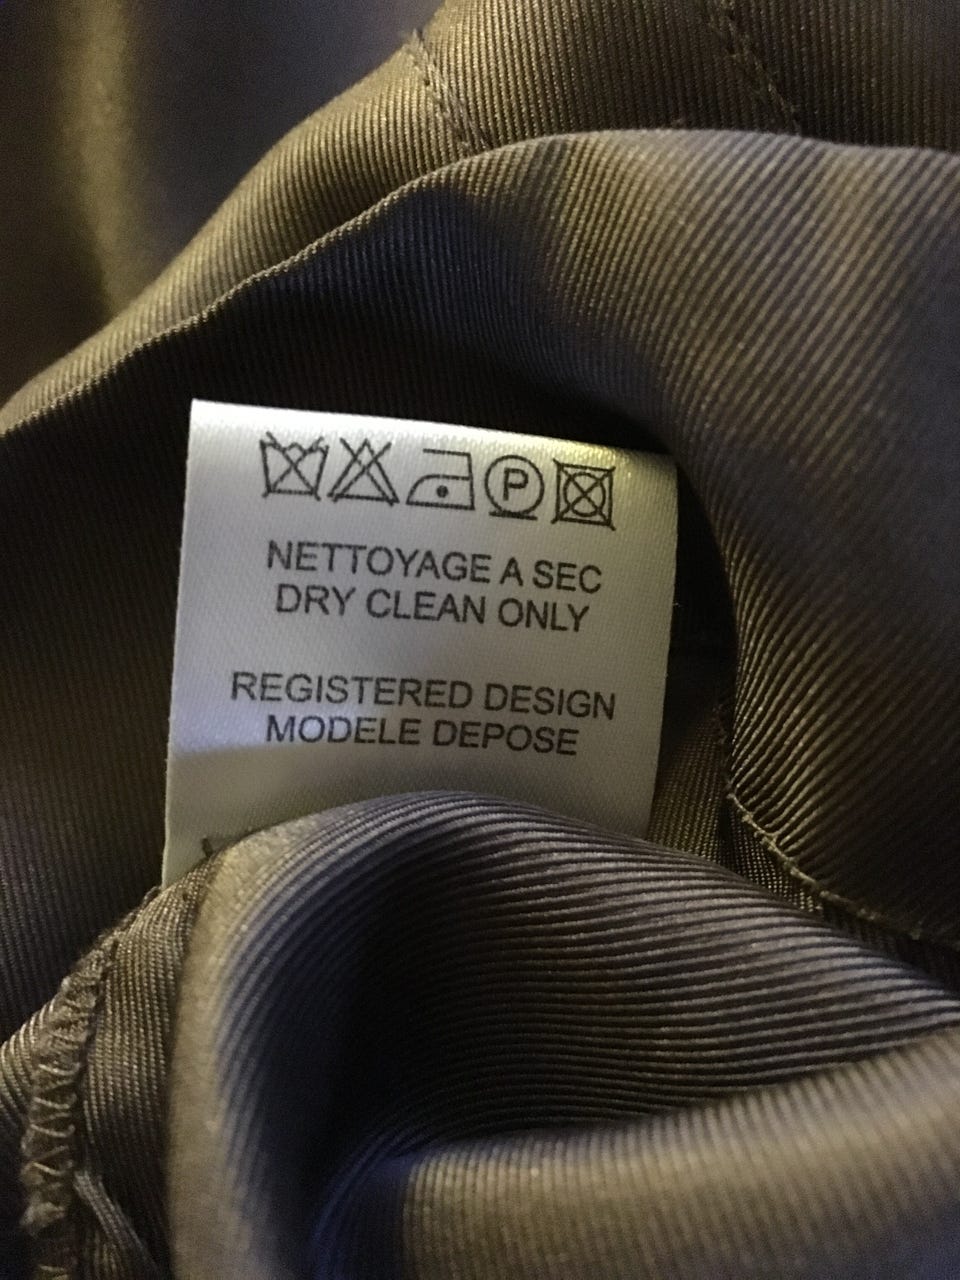 P
NETTOYAGE A SEC
DRY CLEAN ONLY
REGISTERED DESIGN
MODELE DEPOSE